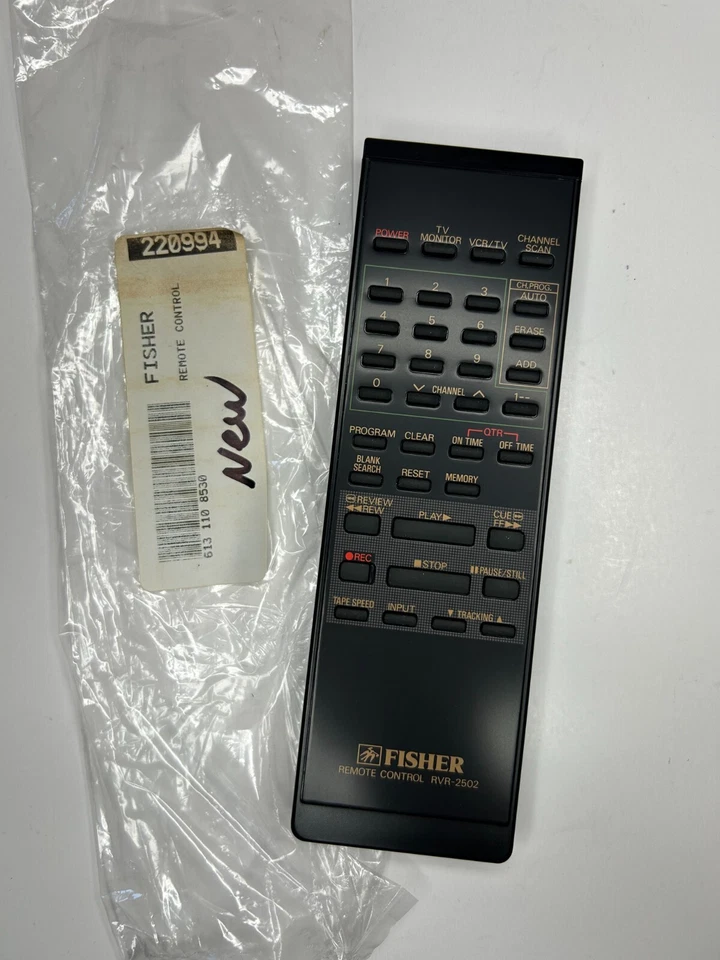 220994
FISHER
REMOTE CONTROL
New
613 110 8530
POWER
TV MONITOR
VCR/TV
CHANNEL SCAN
1
2
3
CH.PROG.
AUTO
4
5
6
ERASE
7
8
9
ADD
0
CHANNEL
1--
PROGRAM
CLEAR
QTR
ON TIME
OFF TIME
BLANK SEARCH
RESET
MEMORY
REVIEW
◀◀REW
PLAY▶
CUE
FF▶▶
●REC
■STOP
▮▮PAUSE/STILL
TAPE SPEED
INPUT
▼ TRACKING ▲
FISHER
REMOTE CONTROL RVR-2502